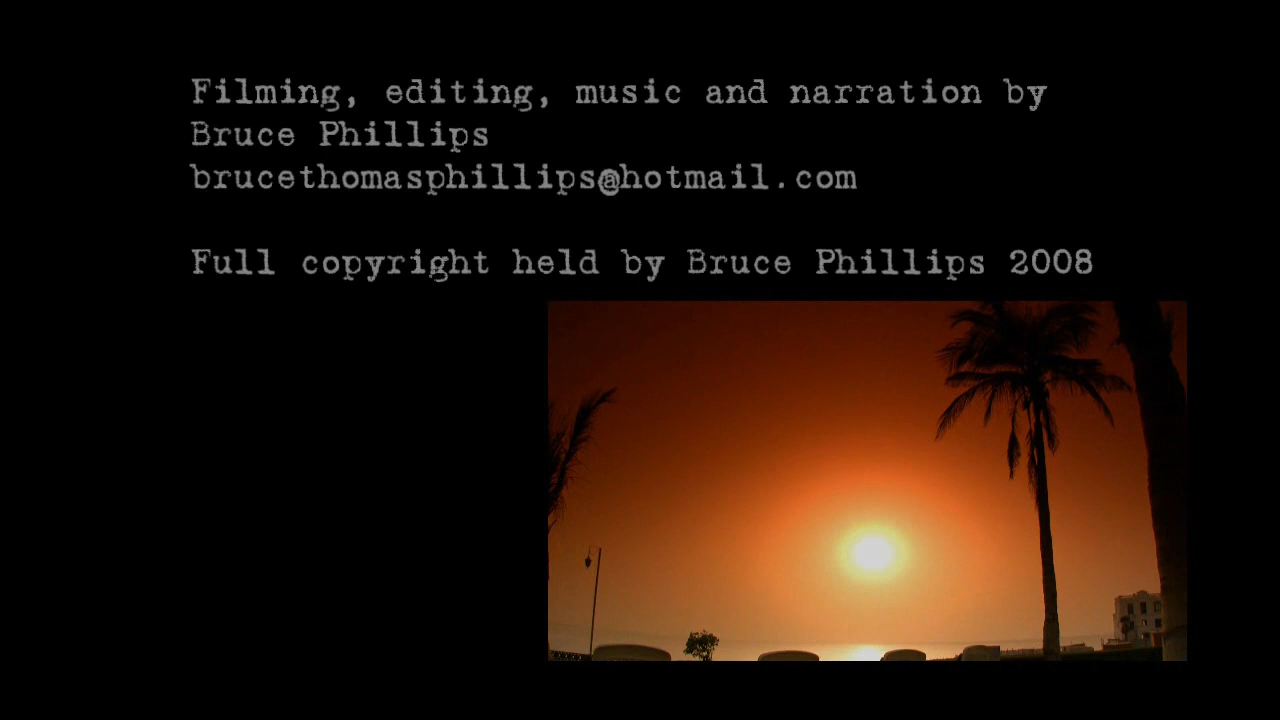 Filming, editing, music and narration by
Bruce Phillips
brucethomasphillips@hotmail.com
Full copyright held by Bruce Phillips 2008